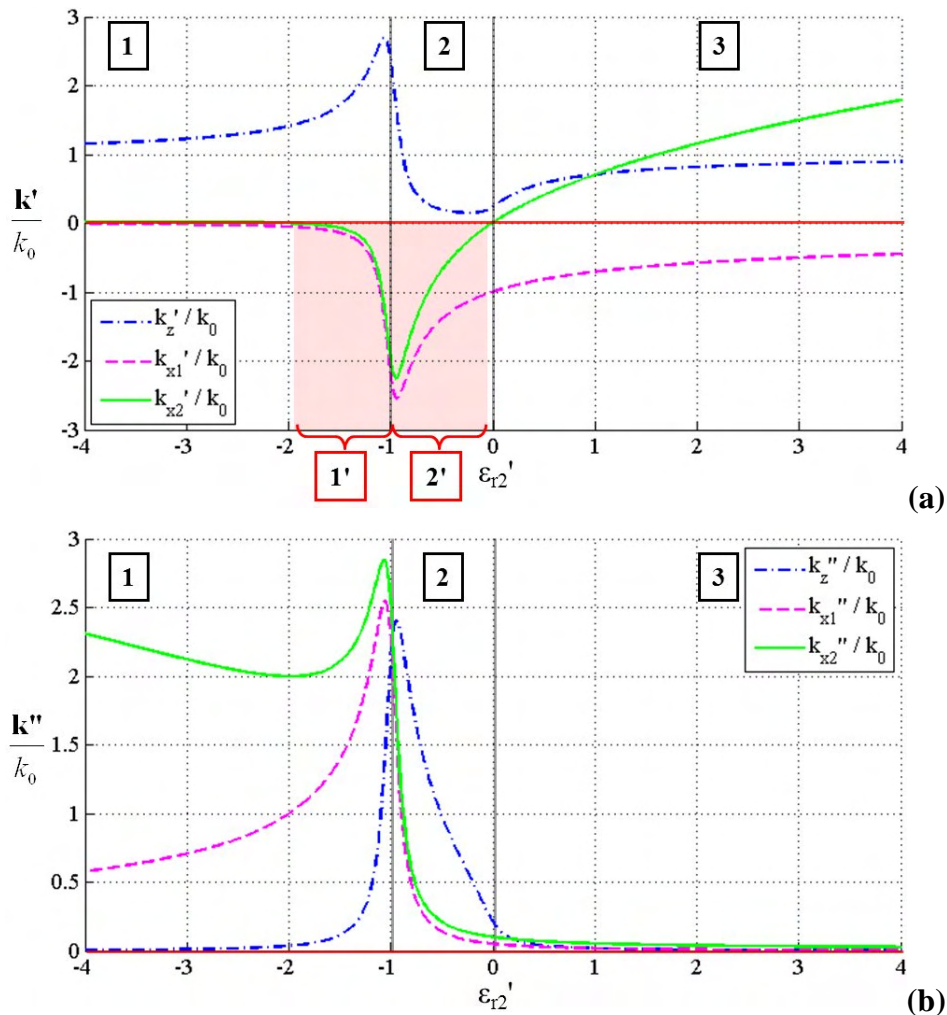 1 2 3
3
2
1
0
-1
-2
-3
k'
k0
kz' / k0
kx1' / k0
kx2' / k0
-4 -3 -2 -1 0 1 2 3 4
1' 2' εr2'
(a)
1 2 3
3
2.5
2
1.5
1
0.5
0
k''
k0
kz'' / k0
kx1'' / k0
kx2'' / k0
-4 -3 -2 -1 0 1 2 3 4
εr2'
(b)